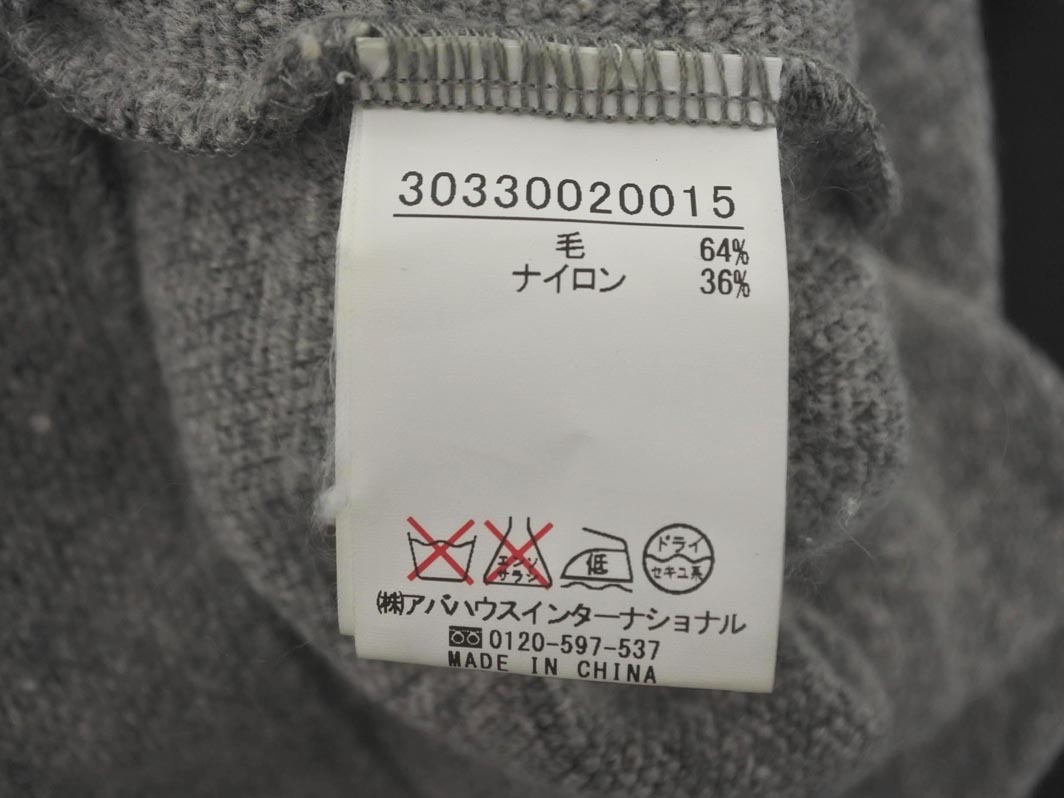 30330020015
毛 64%
ナイロン 36%
エンソ
サラシ
低
ドライ
セキユ系
㈱アバハウスインターナショナル
0120-597-537
MADE IN CHINA